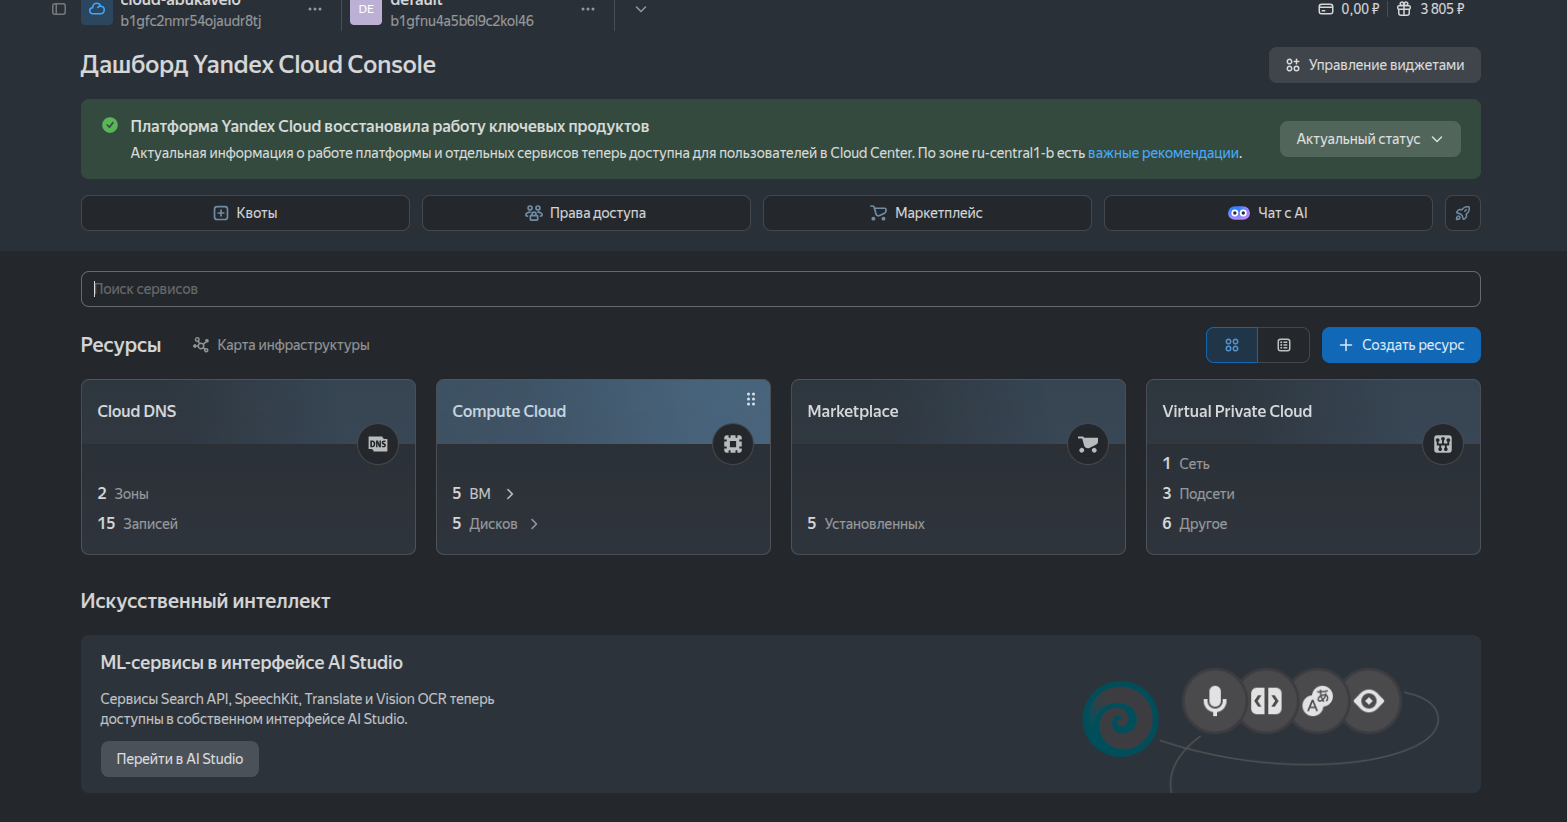 cloud-abukavelo
default
b1gfc2nmr54ojaudr8tj
DE
b1gfnu4a5b6l9c2kol46
0,00 ₽
3 805 ₽
Дашборд Yandex Cloud Console
Управление виджетами
Платформа Yandex Cloud восстановила работу ключевых продуктов
Актуальная информация о работе платформы и отдельных сервисов теперь доступна для пользователей в Cloud Center. По зоне ru-central1-b есть важные рекомендации.
Актуальный статус
Квоты
Права доступа
Маркетплейс
Чат с AI
Поиск сервисов
Ресурсы
Карта инфраструктуры
Создать ресурс
Cloud DNS
DNS
2 Зоны
15 Записей
Compute Cloud
5 ВМ
5 Дисков
Marketplace
5 Установленных
Virtual Private Cloud
1 Сеть
3 Подсети
6 Другое
Искусственный интеллект
ML-сервисы в интерфейсе AI Studio
Сервисы Search API, SpeechKit, Translate и Vision OCR теперь
доступны в собственном интерфейсе AI Studio.
Перейти в AI Studio
A あ